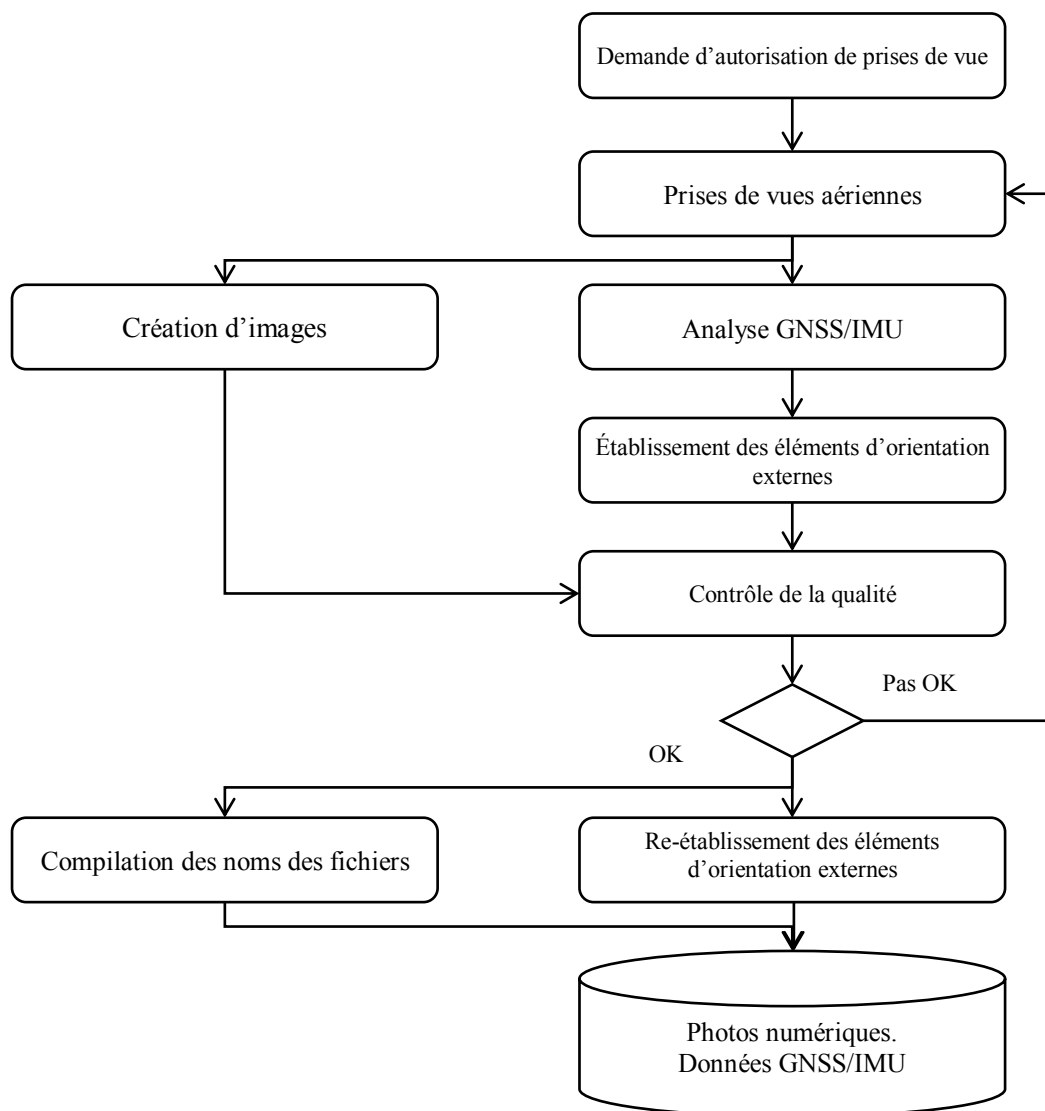 Demande d’autorisation de prises de vue
Prises de vues aériennes
Création d’images
Analyse GNSS/IMU
Établissement des éléments d’orientation
externes
Contrôle de la qualité
Pas OK
OK
Compilation des noms des fichiers
Re-établissement des éléments
d’orientation externes
Photos numériques.
Données GNSS/IMU